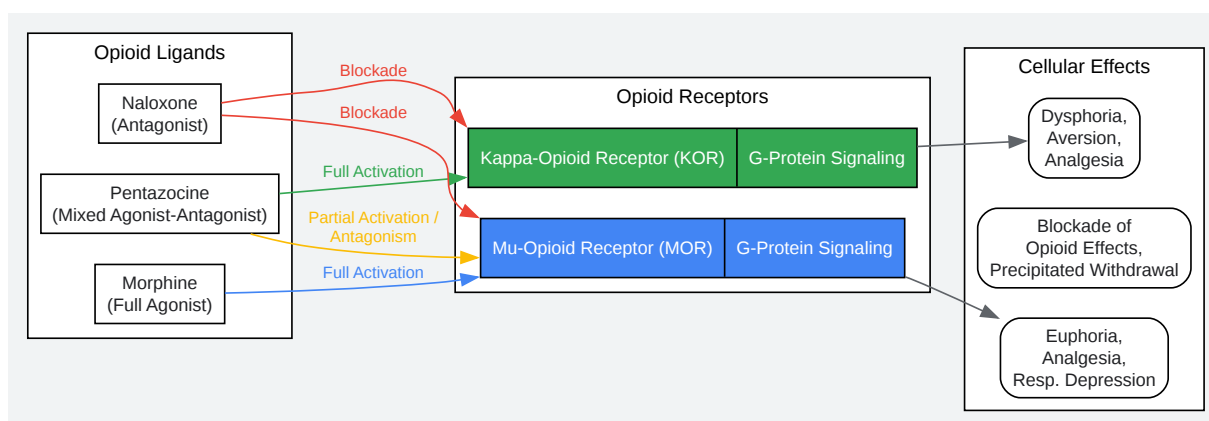 Opioid Ligands
Naloxone
(Antagonist)
Pentazocine
(Mixed Agonist-Antagonist)
Morphine
(Full Agonist)
Blockade
Blockade
Full Activation
Partial Activation /
Antagonism
Full Activation
Opioid Receptors
Kappa-Opioid Receptor (KOR)
G-Protein Signaling
Mu-Opioid Receptor (MOR)
G-Protein Signaling
Cellular Effects
Dysphoria,
Aversion,
Analgesia
Blockade of
Opioid Effects,
Precipitated Withdrawal
Euphoria,
Analgesia,
Resp. Depression